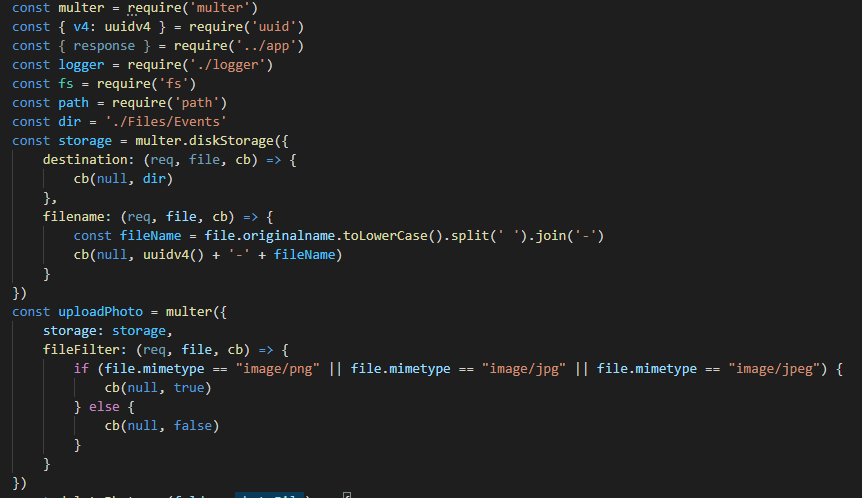 const multer = require('multer')
const { v4: uuidv4 } = require('uuid')
const { response } = require('../app')
const logger = require('./logger')
const fs = require('fs')
const path = require('path')
const dir = './Files/Events'
const storage = multer.diskStorage({
    destination: (req, file, cb) => {
        cb(null, dir)
    },
    filename: (req, file, cb) => {
        const fileName = file.originalname.toLowerCase().split(' ').join('-')
        cb(null, uuidv4() + '-' + fileName)
    }
})
const uploadPhoto = multer({
    storage: storage,
    fileFilter: (req, file, cb) => {
        if (file.mimetype == "image/png" || file.mimetype == "image/jpg" || file.mimetype == "image/jpeg") {
            cb(null, true)
        } else {
            cb(null, false)
        }
    }
})